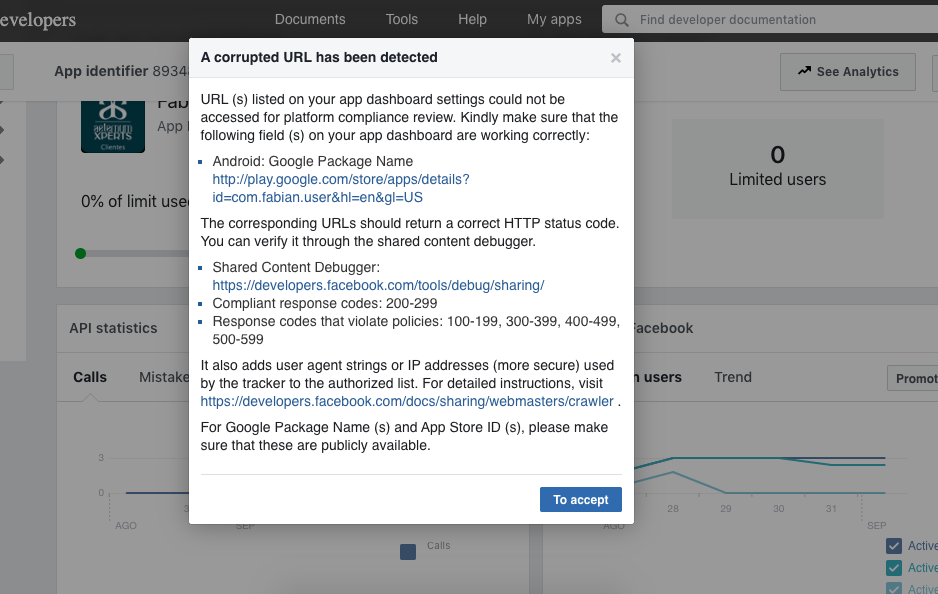 evelopers
Documents
Tools
Help
My apps
Find developer documentation
App identifier 8934
See Analytics
A corrupted URL has been detected
URL (s) listed on your app dashboard settings could not be
accessed for platform compliance review. Kindly make sure that the
following field (s) on your app dashboard are working correctly:
Android: Google Package Name
http://play.google.com/store/apps/details?
id=com.fabian.user&hl=en&gl=US
The corresponding URLs should return a correct HTTP status code.
You can verify it through the shared content debugger.
Shared Content Debugger:
https://developers.facebook.com/tools/debug/sharing/
Compliant response codes: 200-299
Response codes that violate policies: 100-199, 300-399, 400-499,
500-599
It also adds user agent strings or IP addresses (more secure) used
by the tracker to the authorized list. For detailed instructions, visit
https://developers.facebook.com/docs/sharing/webmasters/crawler .
For Google Package Name (s) and App Store ID (s), please make
sure that these are publicly available.
To accept
Fab
App
aeternum
XPERTS
Clientes
0% of limit used
0
Limited users
API statistics
Facebook
Calls
Mistake
n users
Trend
Promot
3
0
AGO
3
SEP
Calls
AGO
28
29
30
31
SEP
Active
Active
Active